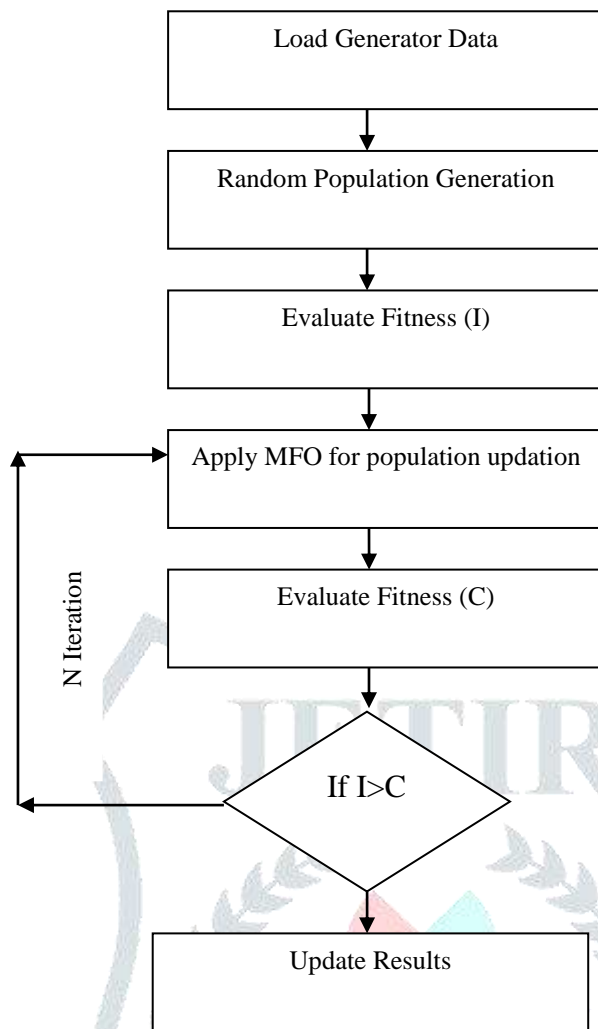 Load Generator Data
Random Population Generation
Evaluate Fitness (I)
Apply MFO for population updation
Evaluate Fitness (C)
N Iteration
JETIR
If I>C
Update Results